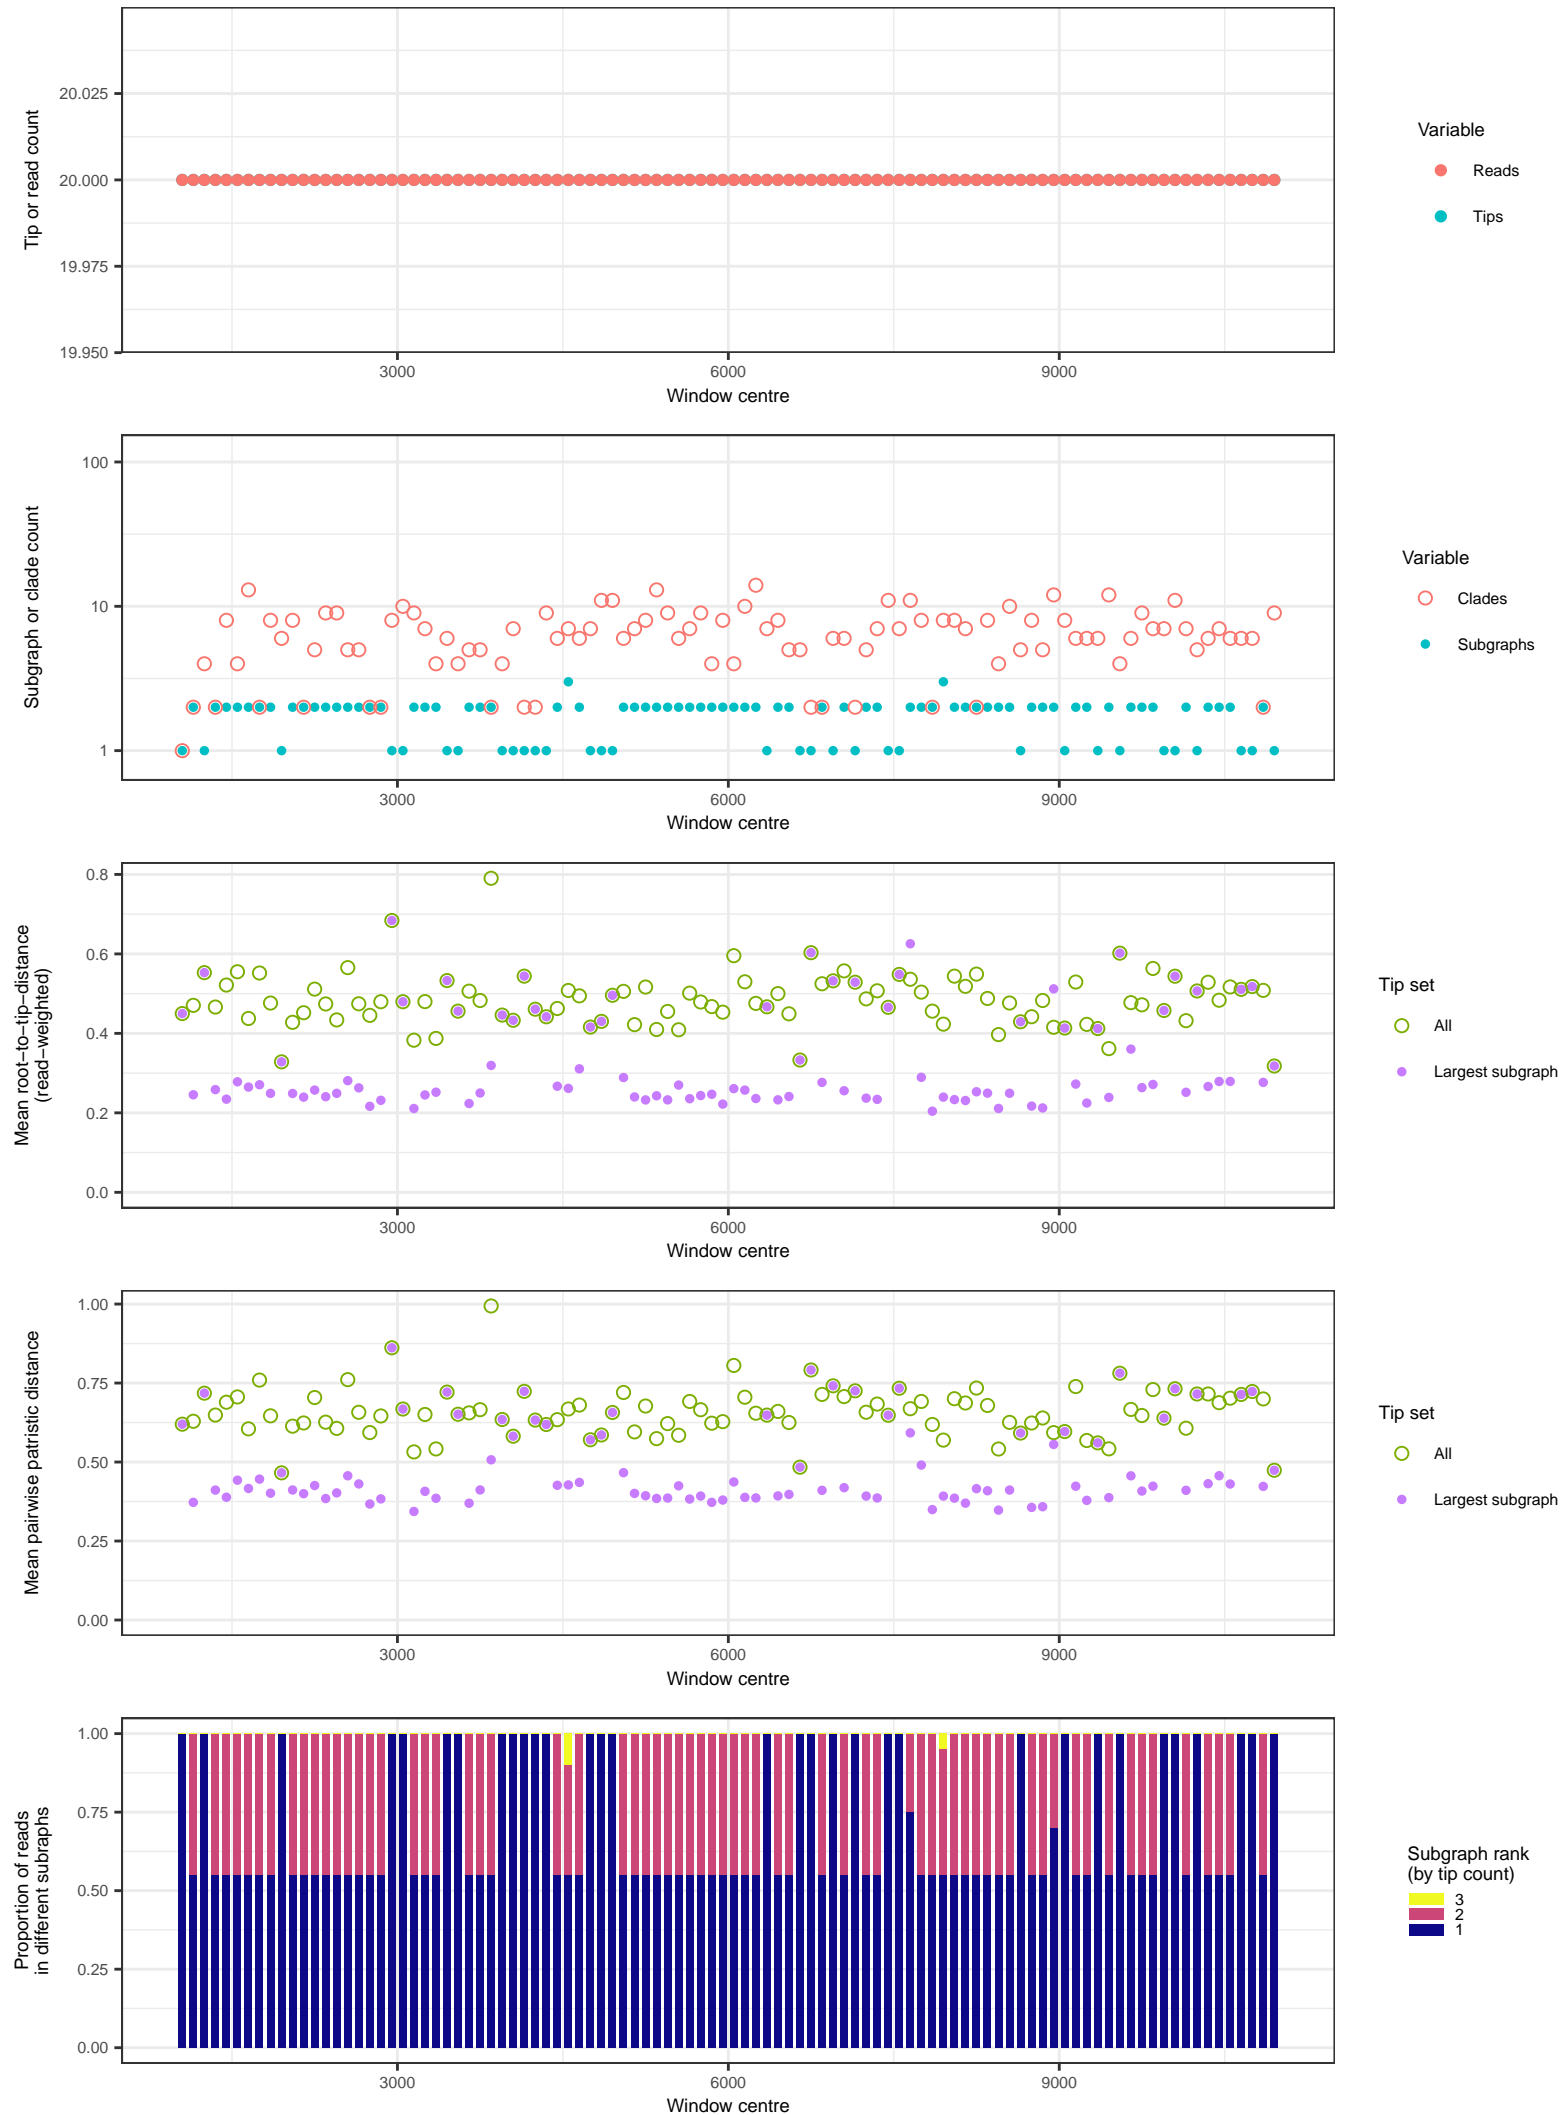 Tip or read count
20.025
20.000
19.975
19.950
3000
6000
9000
Window centre
Variable
Reads
Tips
Subgraph or clade count
100
10
1
3000
6000
9000
Window centre
Variable
Clades
Subgraphs
Mean root−to−tip−distance
(read−weighted)
0.8
0.6
0.4
0.2
0.0
3000
6000
9000
Window centre
Tip set
All
Largest subgraph
Mean pairwise patristic distance
1.00
0.75
0.50
0.25
0.00
3000
6000
9000
Window centre
Tip set
All
Largest subgraph
Proportion of reads
in different subraphs
1.00
0.75
0.50
0.25
0.00
3000
6000
9000
Window centre
Subgraph rank
(by tip count)
3
2
1